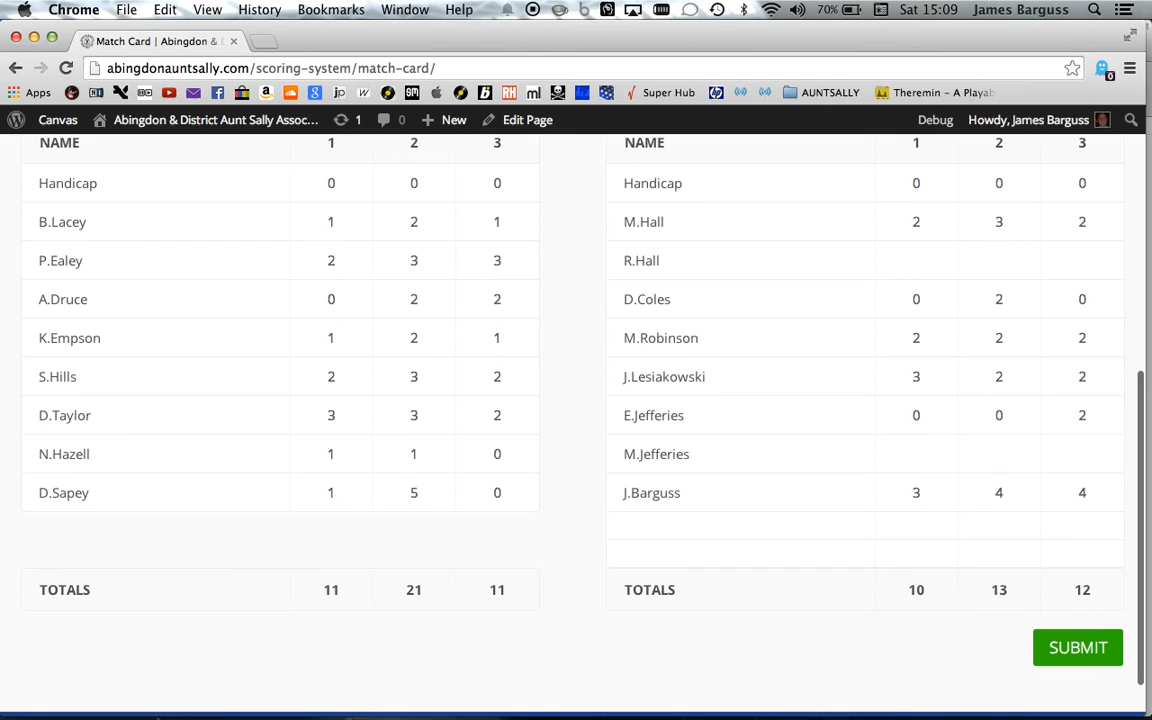 Chrome File Edit View History Bookmarks Window Help 70% Sat 15:09 James Barguss
Match Card | Abingdon &
abingdonauntsally.com/scoring-system/match-card/
Apps Super Hub AUNTSALLY Theremin - A Playab
Canvas Abingdon & District Aunt Sally Assoc... 1 0 New Edit Page Debug Howdy, James Barguss
NAME 1 2 3 NAME 1 2 3
Handicap 0 0 0 Handicap 0 0 0
B.Lacey 1 2 1 M.Hall 2 3 2
P.Ealey 2 3 3 R.Hall
A.Druce 0 2 2 D.Coles 0 2 0
K.Empson 1 2 1 M.Robinson 2 2 2
S.Hills 2 3 2 J.Lesiakowski 3 2 2
D.Taylor 3 3 2 E.Jefferies 0 0 2
N.Hazell 1 1 0 M.Jefferies
D.Sapey 1 5 0 J.Barguss 3 4 4
TOTALS 11 21 11 TOTALS 10 13 12
SUBMIT